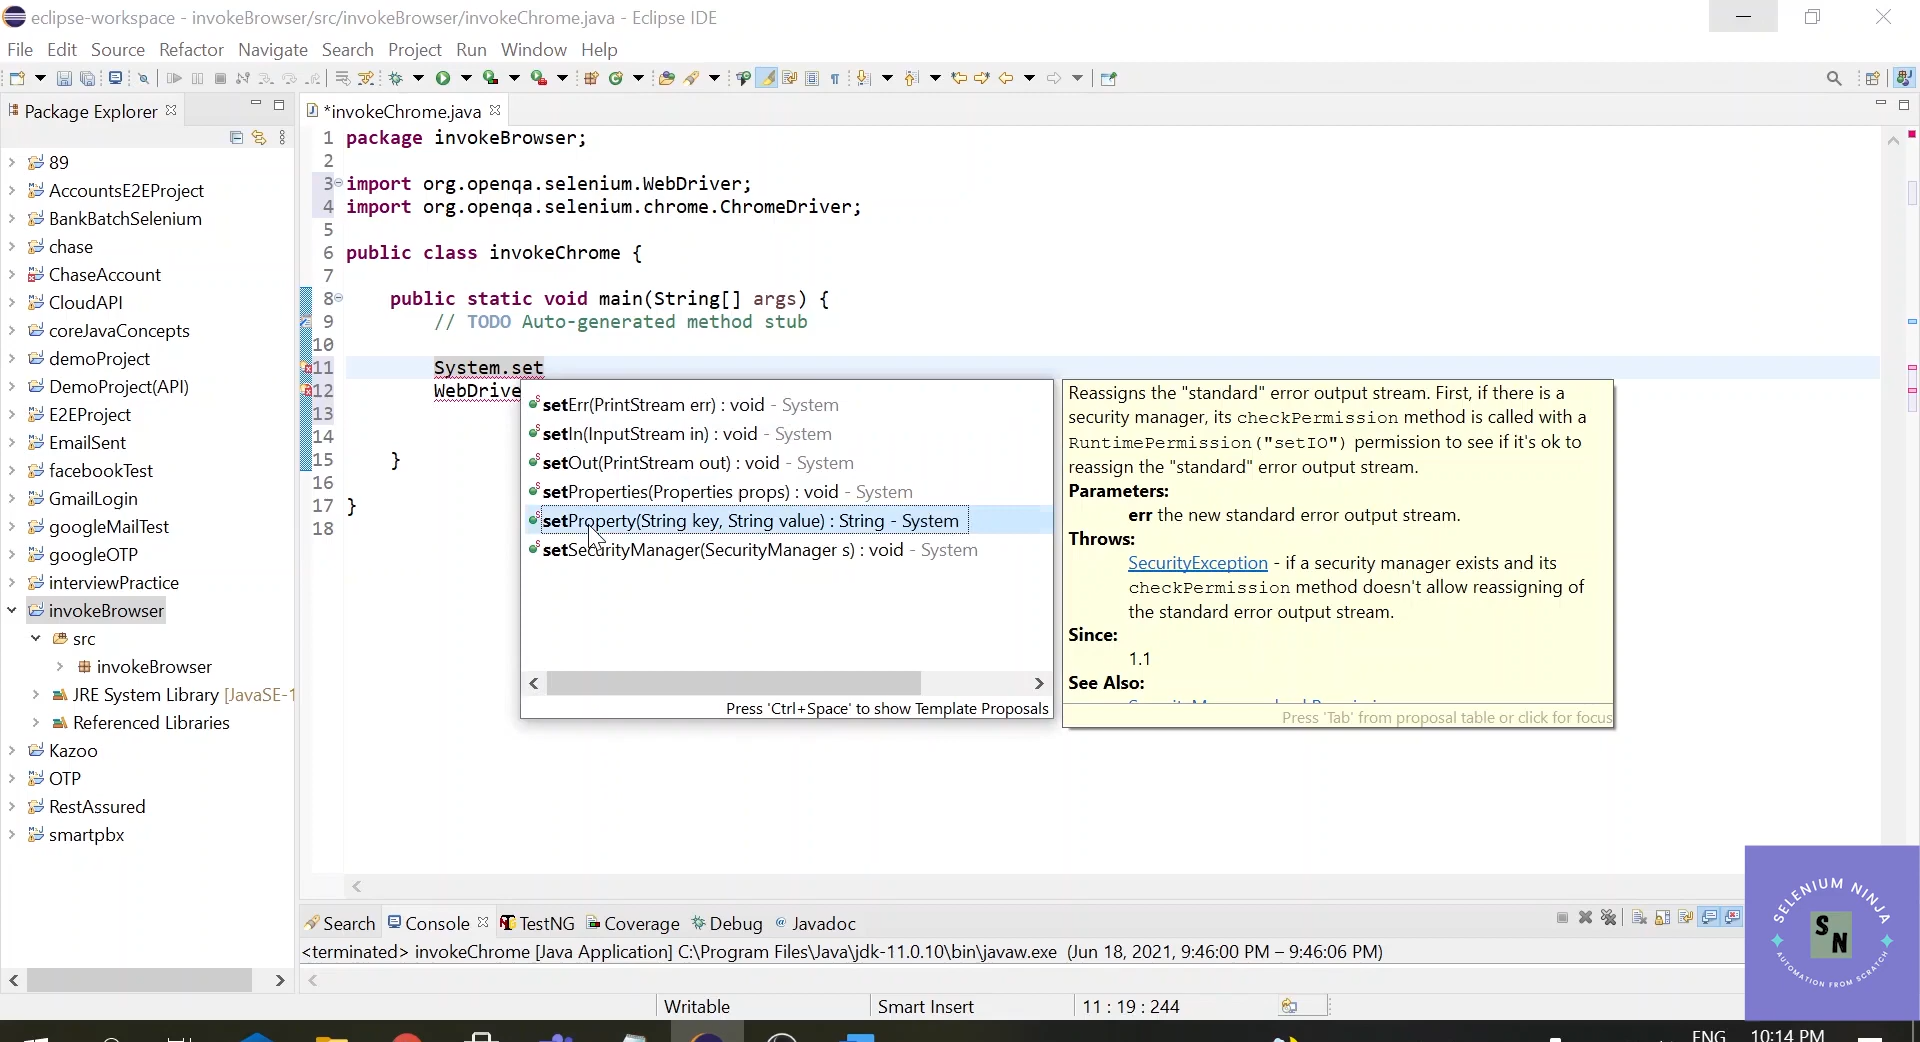 eclipse-workspace - invokeBrowser/src/invokeBrowser/invokeChrome.java - Eclipse IDE
File Edit Source Refactor Navigate Search Project Run Window Help
Package Explorer
89
AccountsE2EProject
BankBatchSelenium
chase
ChaseAccount
CloudAPI
coreJavaConcepts
demoProject
DemoProject(API)
E2EProject
EmailSent
facebookTest
GmailLogin
googleMailTest
googleOTP
interviewPractice
invokeBrowser
src
invokeBrowser
JRE System Library [JavaSE-1
Referenced Libraries
Kazoo
OTP
RestAssured
smartpbx
*invokeChrome.java
1 package invokeBrowser;
2
3 import org.openqa.selenium.WebDriver;
4 import org.openqa.selenium.chrome.ChromeDriver;
5
6 public class invokeChrome {
7
8 public static void main(String[] args) {
9 // TODO Auto-generated method stub
10
11 System.set
12 WebDrive
13
14
15 }
16
17 }
18
setErr(PrintStream err) : void - System
setIn(InputStream in) : void - System
setOut(PrintStream out) : void - System
setProperties(Properties props) : void - System
setProperty(String key, String value) : String - System
setSecurityManager(SecurityManager s) : void - System
Press 'Ctrl+Space' to show Template Proposals
Reassigns the "standard" error output stream. First, if there is a
security manager, its checkPermission method is called with a
RuntimePermission("setIO") permission to see if it's ok to
reassign the "standard" error output stream.
Parameters:
err the new standard error output stream.
Throws:
SecurityException - if a security manager exists and its
checkPermission method doesn't allow reassigning of
the standard error output stream.
Since:
1.1
See Also:
Press 'Tab' from proposal table or click for focus
Search Console TestNG Coverage Debug Javadoc
<terminated> invokeChrome [Java Application] C:\Program Files\Java\jdk-11.0.10\bin\javaw.exe (Jun 18, 2021, 9:46:00 PM – 9:46:06 PM)
Writable Smart Insert 11 : 19 : 244
SELENIUM NINJA
SN
AUTOMATION FROM SCRATCH
ENG 10:14 PM